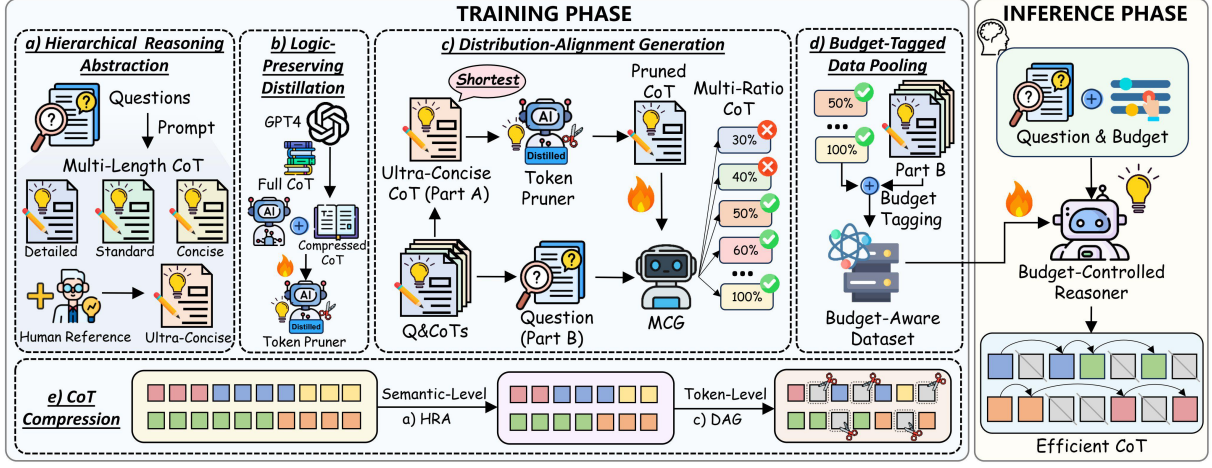 TRAINING PHASE
a) Hierarchical Reasoning
Abstraction
Questions
Prompt
Multi-Length CoT
Detailed
Standard
Concise
Human Reference
Ultra-Concise
b) Logic-
Preserving
Distillation
GPT4
Full CoT
AI
Compressed
CoT
AI
Distilled
Token Pruner
c) Distribution-Alignment Generation
Shortest
Ultra-Concise
CoT (Part A)
AI
Distilled
Token
Pruner
Pruned
CoT
Multi-Ratio
CoT
30%
40%
50%
60%
...
100%
Q&CoTs
Question
(Part B)
MCG
d) Budget-Tagged
Data Pooling
50%
...
100%
Part B
Budget
Tagging
Budget-Aware
Dataset
e) CoT
Compression
Semantic-Level
a) HRA
Token-Level
c) DAG
INFERENCE PHASE
Question & Budget
Budget-Controlled
Reasoner
Efficient CoT